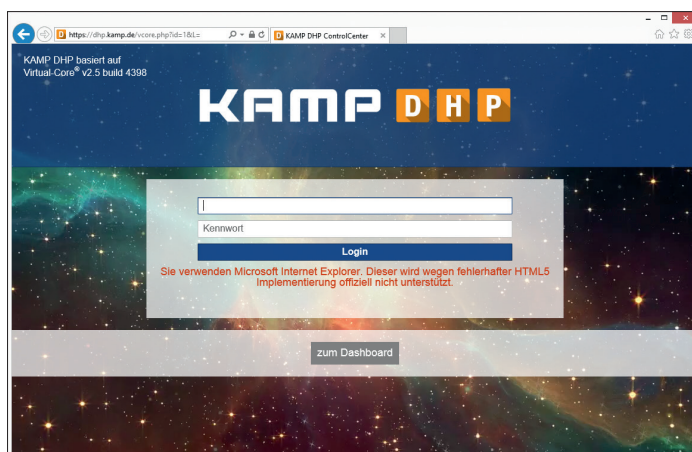 https://dhp.kamp.de/vcore.php?id=1&L=
KAMP DHP ControlCenter
KAMP DHP basiert auf
Virtual-Core® v2.5 build 4398
KAMP DHP
Kennwort
Login
Sie verwenden Microsoft Internet Explorer. Dieser wird wegen fehlerhafter HTML5
Implementierung offiziell nicht unterstützt.
zum Dashboard